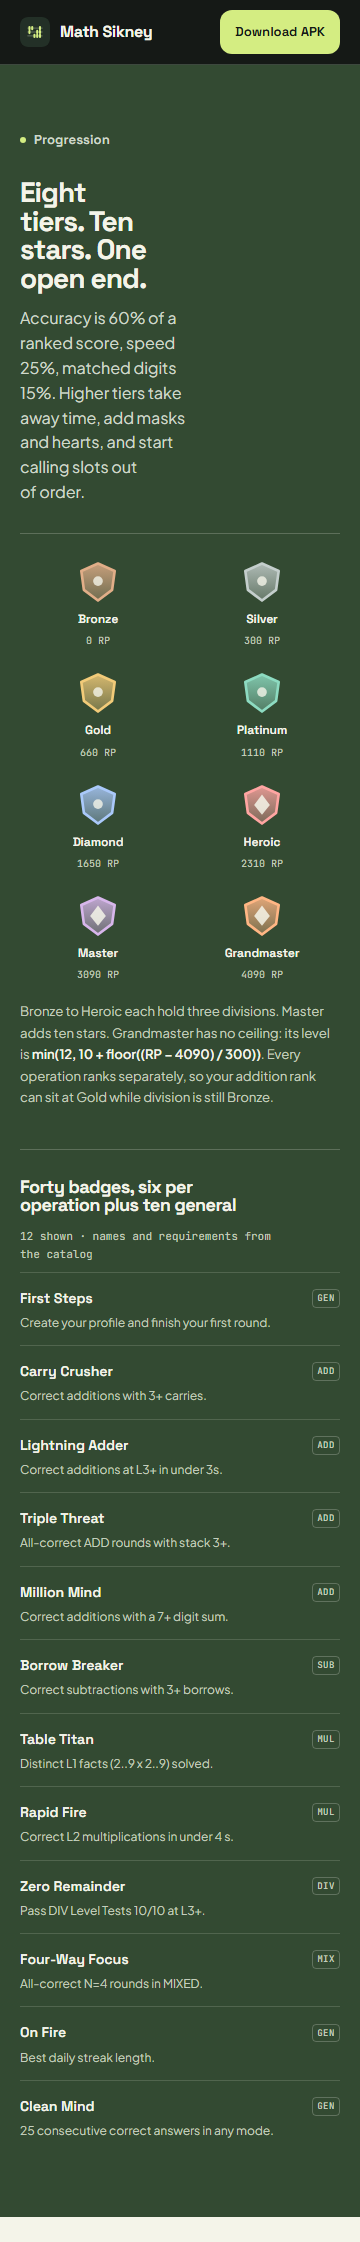 Math Sikney
Download APK
Progression
Eight
tiers. Ten
stars. One
open end.
Accuracy is 60% of a
ranked score, speed
25%, matched digits
15%. Higher tiers take
away time, add masks
and hearts, and start
calling slots out
of order.
Bronze
0 RP
Silver
300 RP
Gold
660 RP
Platinum
1110 RP
Diamond
1650 RP
Heroic
2310 RP
Master
3090 RP
Grandmaster
4090 RP
Bronze to Heroic each hold three divisions. Master
adds ten stars. Grandmaster has no ceiling: its level
is min(12, 10 + floor((RP − 4090) / 300)). Every
operation ranks separately, so your addition rank
can sit at Gold while division is still Bronze.
Forty badges, six per
operation plus ten general
12 shown · names and requirements from
the catalog
First Steps
GEN
Create your profile and finish your first round.
Carry Crusher
ADD
Correct additions with 3+ carries.
Lightning Adder
ADD
Correct additions at L3+ in under 3s.
Triple Threat
ADD
All-correct ADD rounds with stack 3+.
Million Mind
ADD
Correct additions with a 7+ digit sum.
Borrow Breaker
SUB
Correct subtractions with 3+ borrows.
Table Titan
MUL
Distinct L1 facts (2..9 x 2..9) solved.
Rapid Fire
MUL
Correct L2 multiplications in under 4 s.
Zero Remainder
DIV
Pass DIV Level Tests 10/10 at L3+.
Four-Way Focus
MIX
All-correct N=4 rounds in MIXED.
On Fire
GEN
Best daily streak length.
Clean Mind
GEN
25 consecutive correct answers in any mode.